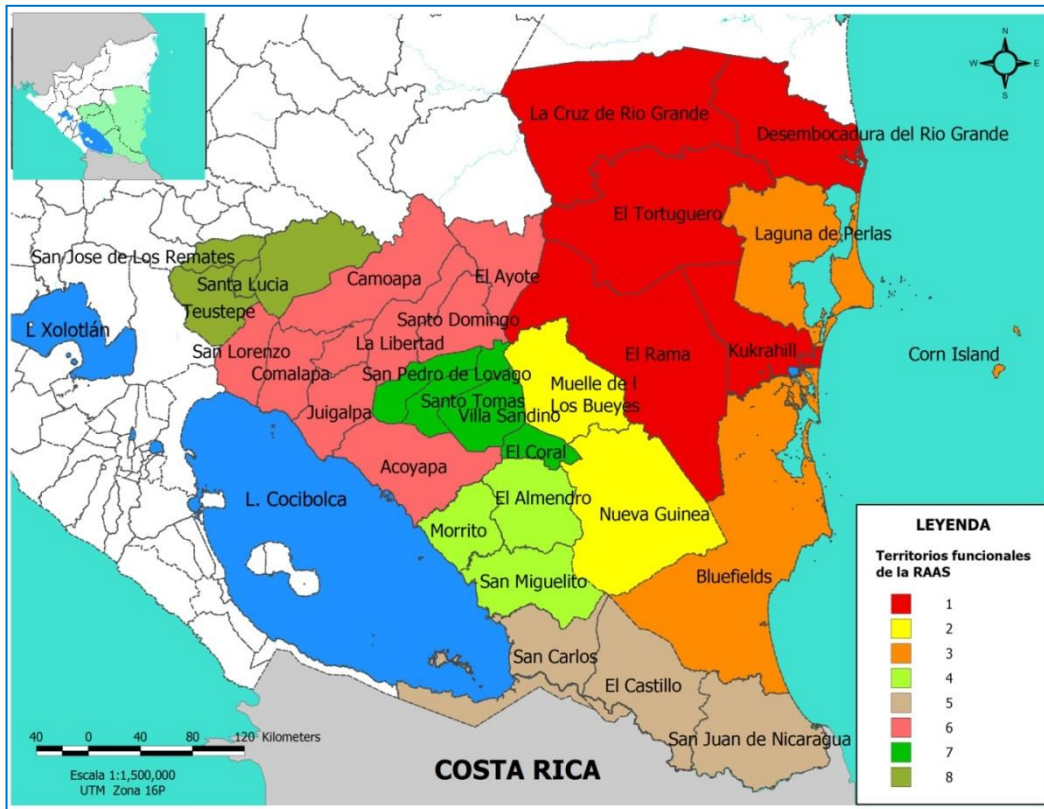 N
W E
S
La Cruz de Rio Grande
Desembocadura del Rio Grande
El Tortuguero
Laguna de Perlas
San Jose de Los Remates
Camoapa
El Ayote
Santa Lucia
Teustepe
Santo Domingo
L Xolotlán
La Libertad
San Lorenzo
El Rama
Kukrahill
Corn Island
Comalapa
San Pedro de Lovago
Muelle de l
Los Bueyes
Santo Tomas
Juigalpa
Villa Sandino
El Coral
Acoyapa
L. Cocibolca
El Almendro
Nueva Guinea
Morrito
San Miguelito
Bluefields
San Carlos
El Castillo
San Juan de Nicaragua
COSTA RICA
40 0 40 80 120 Kilometers
Escala 1:1,500,000
UTM Zona 16P
LEYENDA
Territorios funcionales
de la RAAS
1
2
3
4
5
6
7
8